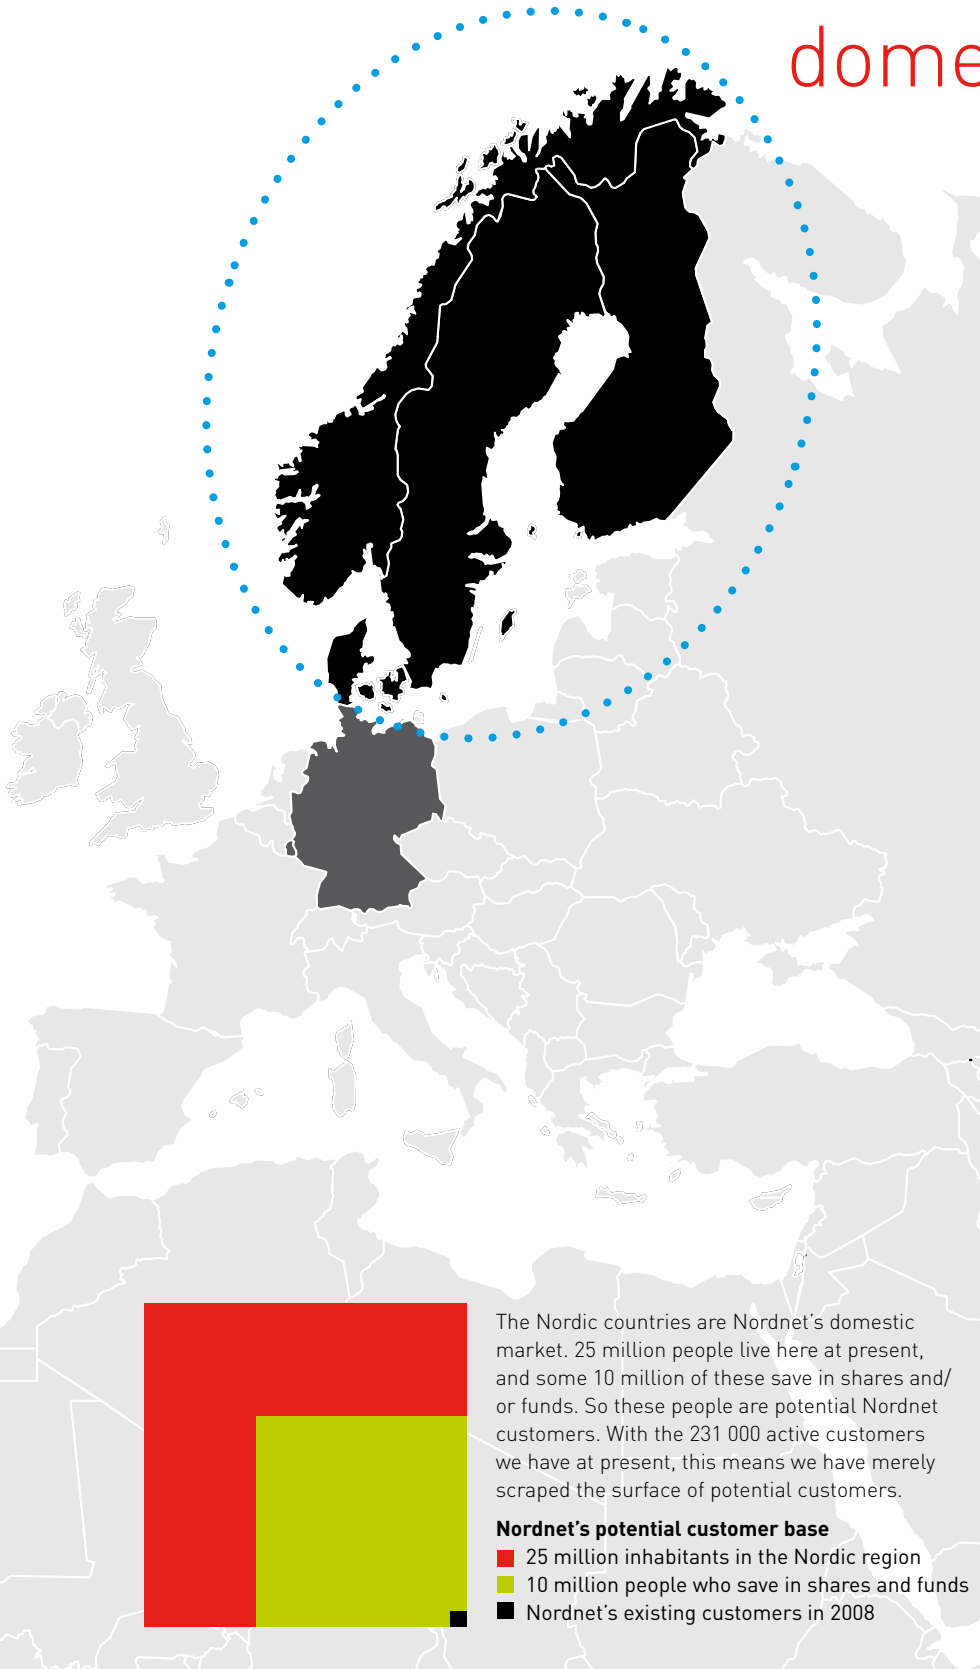 dome
The Nordic countries are Nordnet's domestic
market. 25 million people live here at present,
and some 10 million of these save in shares and/
or funds. So these people are potential Nordnet
customers. With the 231 000 active customers
we have at present, this means we have merely
scraped the surface of potential customers.
Nordnet's potential customer base
25 million inhabitants in the Nordic region
10 million people who save in shares and funds
Nordnet's existing customers in 2008